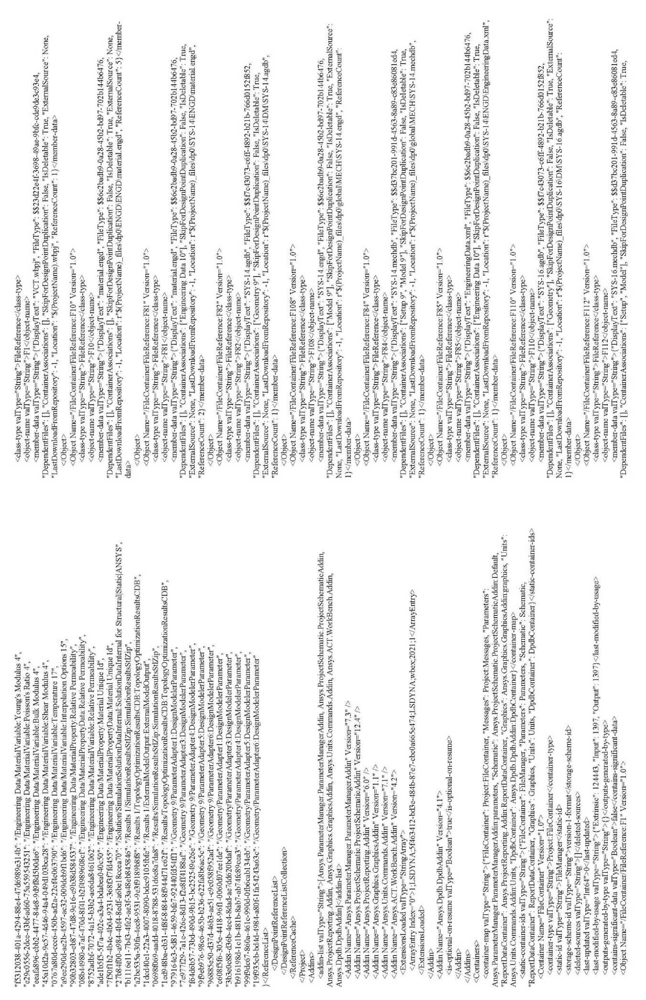 "f5312038-401a-4294-88e4-47d6989e314b": "/Engineering Data/MaterialVariable:Young's Modulus 4",
"e29c0556-2dce-43bf-ad60-75a559543251": "/Engineering Data/MaterialVariable:Poisson's Ratio 4",
"eeafa896-cbb2-4477-84e8-9d9f8d5b0de6": "/Engineering Data/MaterialVariable:Bulk Modulus 4",
"45a10d2a-9c57-4d46-94a4-049d103bca28": "/Engineering Data/MaterialVariable:Shear Modulus 4",
"0767a80d-ccc6-450b-ad2a-22cf4e063790": "/Engineering Data/MaterialVariable:Temperature 17",
"a9ee290d-ac2b-4597-ac32-009deb9f1bd6": "/Engineering Data/MaterialVariable:Interpolation Options 15",
"90b32803-eb87-47d8-9e16-e9b38d584537": "/Engineering Data/MaterialProperty:Relative Permeability",
"08b44980-a7af-470d-8f41-b2f4989608cf": "/Engineering Data/MaterialPropertyData:Relative Permeability",
"8752adbf-7072-4a15-b3b2-ae6da8461062": "/Engineering Data/MaterialVariable:Relative Permeability",
"ade1b5f5-5f7a-402c-a3a4-bdabea040c50": "/Engineering Data/MaterialProperty:Material Unique Id",
"7f50f1b2-4b4c-4b04-9231-368f3f7fd455": "/Engineering Data/MaterialPropertyData:Material Unique Id",
"27b84f00-a984-4bf4-8edf-a6be18ccea70": "/Solution/SimulationSolutionDataInternal:SolutionDataInternal for Structural|Static|ANSYS",
"b1116e11-7b43-4fe2-ae3f-3a48eb845846": "/Results 1/SimulationResultsStlZip:SimulationResultsStlZip",
"a2be535a-30fa-4ec8-9531-9e3f9189b8f8": "/Results 1/TopologyOptimizationResultsCDB:TopologyOptimizationResultsCDB",
"1dcd40e1-22a3-4007-8090-bdec9105fbfe": "/Results 1/ExternalModelOutput:ExternalModelOutput",
"0698f069-aadd-4018-8788-531d6e8a7da8": "/Results/SimulationResultsStlZip:SimulationResultsStlZip",
"1ed948ba-cb31-4f8f-8484-8f944d71c62f": "/Results/TopologyOptimizationResultsCDB:TopologyOptimizationResultsCDB",
"979164e3-5d81-4659-bfe7-92440fd54ff1": "/Geometry 9/ParameterAdapter1:DesignModelerParameter",
"7e977f29-7a1e-42c6-8d13-f2e8ff4188af": "/Geometry 9/ParameterAdapter3:DesignModelerParameter",
"f64d6b57-73bd-490d-9b15-bc252549e26e": "/Geometry 9/ParameterAdapter4:DesignModelerParameter",
"9f9eb976-98c6-465b-b236-622fa8b6ac5c": "/Geometry 9/ParameterAdapter5:DesignModelerParameter",
"96885e50-d37d-46b3-ae51-c9c058f952ad": "/Geometry 9/ParameterAdapter6:DesignModelerParameter",
"e608f5f6-305e-4418-96f1-0060d07ee1de": "/Geometry/ParameterAdapter1:DesignModelerParameter",
"3b3e0c88-d36b-4ec4-8dad-ae7dd620bdaf": "/Geometry/ParameterAdapter3:DesignModelerParameter",
"b916198d-1c1b-481b-8ab7-ab74fc689ea3": "/Geometry/ParameterAdapter4:DesignModelerParameter",
"99f9dc67-860a-461c-990d-0fb6cab134eb": "/Geometry/ParameterAdapter5:DesignModelerParameter",
"19f935cb-bd4d-4984-a80f-1fa54243a63c": "/Geometry/ParameterAdapter6:DesignModelerParameter"
}</ReferenceList>
</DesignPointReferenceList>
</DesignPointReferenceListCollection>
</ReferenceCache>
</Project>
<Addins>
<addin-list valType="String">[Ansys.ParameterManager.ParameterManagerAddin, Ansys.ProjectSchematic.ProjectSchematicAddin,
Ansys.ProjectReporting.Addin, Ansys.Graphics.GraphicsAddin, Ansys.Units.Commands.Addin, Ansys.ACT.WorkBench.Addin,
Ansys.Dpdb.DpdbAddin]</addin-list>
<Addin Name="Ansys.ParameterManager.ParameterManagerAddin" Version="7.3" />
<Addin Name="Ansys.ProjectSchematic.ProjectSchematicAddin" Version="12.4" />
<Addin Name="Ansys.ProjectReporting.Addin" Version="6.0" />
<Addin Name="Ansys.Graphics.GraphicsAddin" Version="1.1" />
<Addin Name="Ansys.Units.Commands.Addin" Version="7.1" />
<Addin Name="Ansys.ACT.WorkBench.Addin" Version="4.2">
<ExtensionsLoaded valType="StringArray">
<ArrayEntry Index="0">1;LSDYNA;5f463412-bd3e-484b-87e7-cbc0a665e474;LSDYNA,wbex;2021;1</ArrayEntry>
</ExtensionsLoaded>
</Addin>
<Addin Name="Ansys.Dpdb.DpdbAddin" Version="4.1">
<is-optional-on-resume valType="Boolean">true</is-optional-on-resume>
</Addin>
</Addins>
<Containers>
<container-map valType="String">{"FileContainer": Project:FileContainer, "Messages": Project:Messages, "Parameters":
Ansys.ParameterManager.ParameterManagerAddin:parameters, "Schematic": Ansys.ProjectSchematic.ProjectSchematicAddin:Default,
"ReportDataContainer": Ansys.ProjectReporting.Addin:ReportDataContainer, "Graphics": Ansys.Graphics.GraphicsAddin:graphics, "Units":
Ansys.Units.Commands.Addin:Units, "DpdbContainer": Ansys.Dpdb.DpdbAddin:DpdbContainer}</container-map>
<static-container-ids valType="String">{"FileContainer": FileManager, "Parameters": Parameters, "Schematic": Schematic,
"ReportDataContainer": ReportDataContainer, "Graphics": Graphics, "Units": Units, "DpdbContainer": DpdbContainer}</static-container-ids>
<Container Name="FileContainer" Version="1.0">
<container-type valType="String">Project:FileContainer</container-type>
<static-id valType="String">FileManager</static-id>
<storage-scheme-id valType="String">version-1-format</storage-scheme-id>
<deleted-sources valType="String">[]</deleted-sources>
<last-updated valType="Int64">0</last-updated>
<last-modified-by-usage valType="String">{"Extrinsic": 124443, "Input": 1397, "Output": 1397}</last-modified-by-usage>
<outputs-generated-by-type valType="String">{}</outputs-generated-by-type>
<contains-significant-data valType="Boolean">false</contains-significant-data>
<Object Name="/FileContainer/FileReference:F1" Version="1.0">
<class-type valType="String">FileReference</class-type>
<object-name valType="String">F1</object-name>
<member-data valType="String">{"DisplayText": "VCT.wbpj", "FileType": $$23d22e4f-3698-49ae-9bfc-cde9de3c93e4,
"DependentFiles": [], "ContainerAssociations": [], "SkipForDesignPointDuplication": False, "IsDeletable": True, "ExternalSource": None,
"LastDownloadFromRepository": -1, "Location": "$(ProjectName).wbpj", "ReferenceCount": 1}</member-data>
</Object>
<Object Name="/FileContainer/FileReference:F10" Version="1.0">
<class-type valType="String">FileReference</class-type>
<object-name valType="String">F10</object-name>
<member-data valType="String">{"DisplayText": "material.engd", "FileType": $$6c2badb9-0a28-45b2-bd97-702b144b6476,
"DependentFiles": [], "ContainerAssociations": [], "SkipForDesignPointDuplication": False, "IsDeletable": True, "ExternalSource": None,
"LastDownloadFromRepository": -1, "Location": r"$(ProjectName)_files\dp0\ENGD\ENGD\material.engd", "ReferenceCount": 5}</member-
data>
</Object>
<Object Name="/FileContainer/FileReference:F81" Version="1.0">
<class-type valType="String">FileReference</class-type>
<object-name valType="String">F81</object-name>
<member-data valType="String">{"DisplayText": "material.engd", "FileType": $$6c2badb9-0a28-45b2-bd97-702b144b6476,
"DependentFiles": [], "ContainerAssociations": ["Engineering Data 10"], "SkipForDesignPointDuplication": False, "IsDeletable": True,
"ExternalSource": None, "LastDownloadFromRepository": -1, "Location": r"$(ProjectName)_files\dp0\SYS-14\ENGD\material.engd",
"ReferenceCount": 2}</member-data>
</Object>
<Object Name="/FileContainer/FileReference:F82" Version="1.0">
<class-type valType="String">FileReference</class-type>
<object-name valType="String">F82</object-name>
<member-data valType="String">{"DisplayText": "SYS-14.agdb", "FileType": $$f7c43073-c6ff-4892-b21b-766d0152f852,
"DependentFiles": [], "ContainerAssociations": ["Geometry 9"], "SkipForDesignPointDuplication": False, "IsDeletable": True,
"ExternalSource": None, "LastDownloadFromRepository": -1, "Location": r"$(ProjectName)_files\dp0\SYS-14\DM\SYS-14.agdb",
"ReferenceCount": 1}</member-data>
</Object>
<Object Name="/FileContainer/FileReference:F108" Version="1.0">
<class-type valType="String">FileReference</class-type>
<object-name valType="String">F108</object-name>
<member-data valType="String">{"DisplayText": "SYS-14.engd", "FileType": $$6c2badb9-0a28-45b2-bd97-702b144b6476,
"DependentFiles": [], "ContainerAssociations": ["Model 9"], "SkipForDesignPointDuplication": False, "IsDeletable": True, "ExternalSource":
None, "LastDownloadFromRepository": -1, "Location": r"$(ProjectName)_files\dp0\global\MECH\SYS-14.engd", "ReferenceCount":
1}</member-data>
</Object>
<Object Name="/FileContainer/FileReference:F84" Version="1.0">
<class-type valType="String">FileReference</class-type>
<object-name valType="String">F84</object-name>
<member-data valType="String">{"DisplayText": "SYS-14.mechdb", "FileType": $$d37bc201-991d-4563-8a89-c83e86081ed4,
"DependentFiles": [], "ContainerAssociations": ["Setup 9", "Model 9"], "SkipForDesignPointDuplication": False, "IsDeletable": True,
"ExternalSource": None, "LastDownloadFromRepository": -1, "Location": r"$(ProjectName)_files\dp0\global\MECH\SYS-14.mechdb",
"ReferenceCount": 1}</member-data>
</Object>
<Object Name="/FileContainer/FileReference:F85" Version="1.0">
<class-type valType="String">FileReference</class-type>
<object-name valType="String">F85</object-name>
<member-data valType="String">{"DisplayText": "EngineeringData.xml", "FileType": $$6c2badb9-0a28-45b2-bd97-702b144b6476,
"DependentFiles": [], "ContainerAssociations": ["Engineering Data 10"], "SkipForDesignPointDuplication": False, "IsDeletable": True,
"ExternalSource": None, "LastDownloadFromRepository": -1, "Location": r"$(ProjectName)_files\dp0\SYS-14\ENGD\EngineeringData.xml",
"ReferenceCount": 1}</member-data>
</Object>
<Object Name="/FileContainer/FileReference:F110" Version="1.0">
<class-type valType="String">FileReference</class-type>
<object-name valType="String">F110</object-name>
<member-data valType="String">{"DisplayText": "SYS-16.agdb", "FileType": $$f7c43073-c6ff-4892-b21b-766d0152f852,
"DependentFiles": [], "ContainerAssociations": ["Geometry"], "SkipForDesignPointDuplication": False, "IsDeletable": True, "ExternalSource":
None, "LastDownloadFromRepository": -1, "Location": r"$(ProjectName)_files\dp0\SYS-16\DM\SYS-16.agdb", "ReferenceCount":
1}</member-data>
</Object>
<Object Name="/FileContainer/FileReference:F112" Version="1.0">
<class-type valType="String">FileReference</class-type>
<object-name valType="String">F112</object-name>
<member-data valType="String">{"DisplayText": "SYS-16.mechdb", "FileType": $$d37bc201-991d-4563-8a89-c83e86081ed4,
"DependentFiles": [], "ContainerAssociations": ["Setup", "Model"], "SkipForDesignPointDuplication": False, "IsDeletable": True,